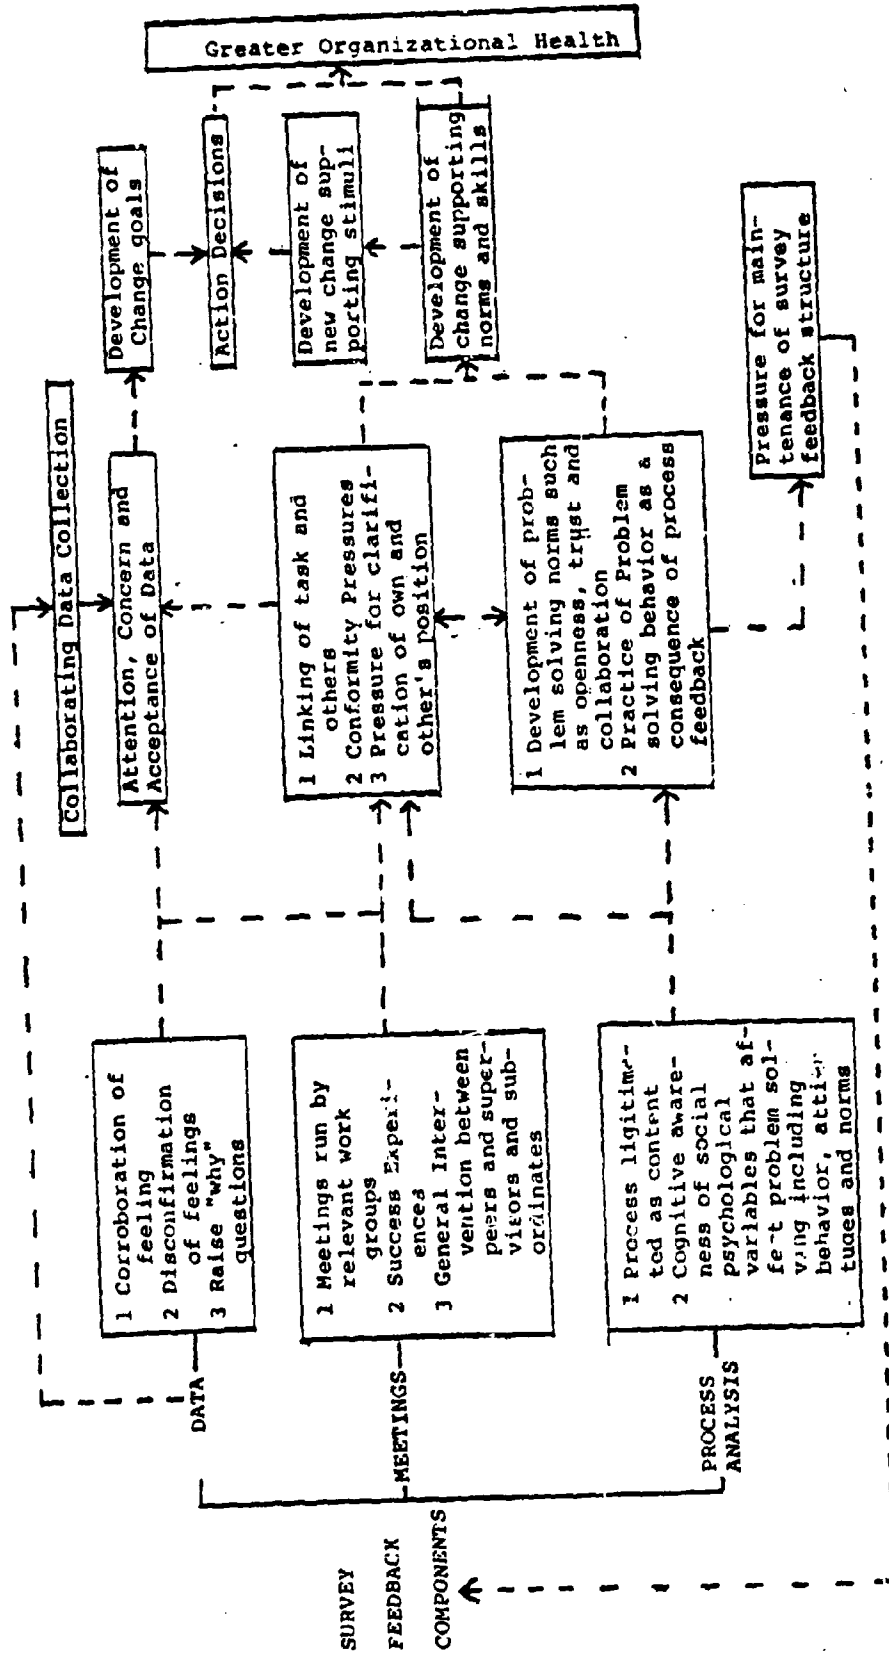 SURVEY
FEEDBACK
COMPONENTS
DATA
MEETINGS
PROCESS
ANALYSIS
1 Corroboration of
feeling
2 Disconfirmation
of feelings
3 Raise "why"
questions
1 Meetings run by
relevant work
groups
2 Success Experi-
ences
3 General Inter-
vention between
peers and super-
visors and sub-
ordinates
1 Process ligitima-
ted as content
2 Cognitive aware-
ness of social
psychological
variables that af-
fect problem sol-
ving including
behavior, atti-
tudes and norms
Collaborating Data Collection
Attention, Concern and
Acceptance of Data
1 Linking of task and
others
2 Conformity Pressures
3 Pressure for clarifi-
cation of own and
other's position
1 Development of prob-
lem solving norms such
as openness, trust and
collaboration
2 Practice of Problem
solving behavior as a
consequence of process
feedback
Development of
Change goals
Action Decisions
Development of
new change sup-
porting stimuli
Development of
change supporting
norms and skills
Pressure for main-
tenance of survey
feedback structure
Greater Organizational Health